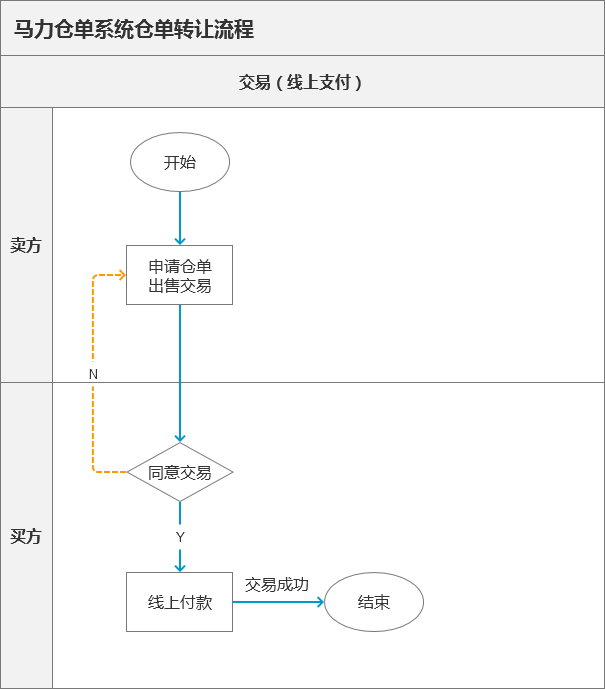 马力仓单系统仓单转让流程
交易（线上支付）
卖方
开始
申请仓单
出售交易
N
买方
同意交易
Y
线上付款
交易成功
结束